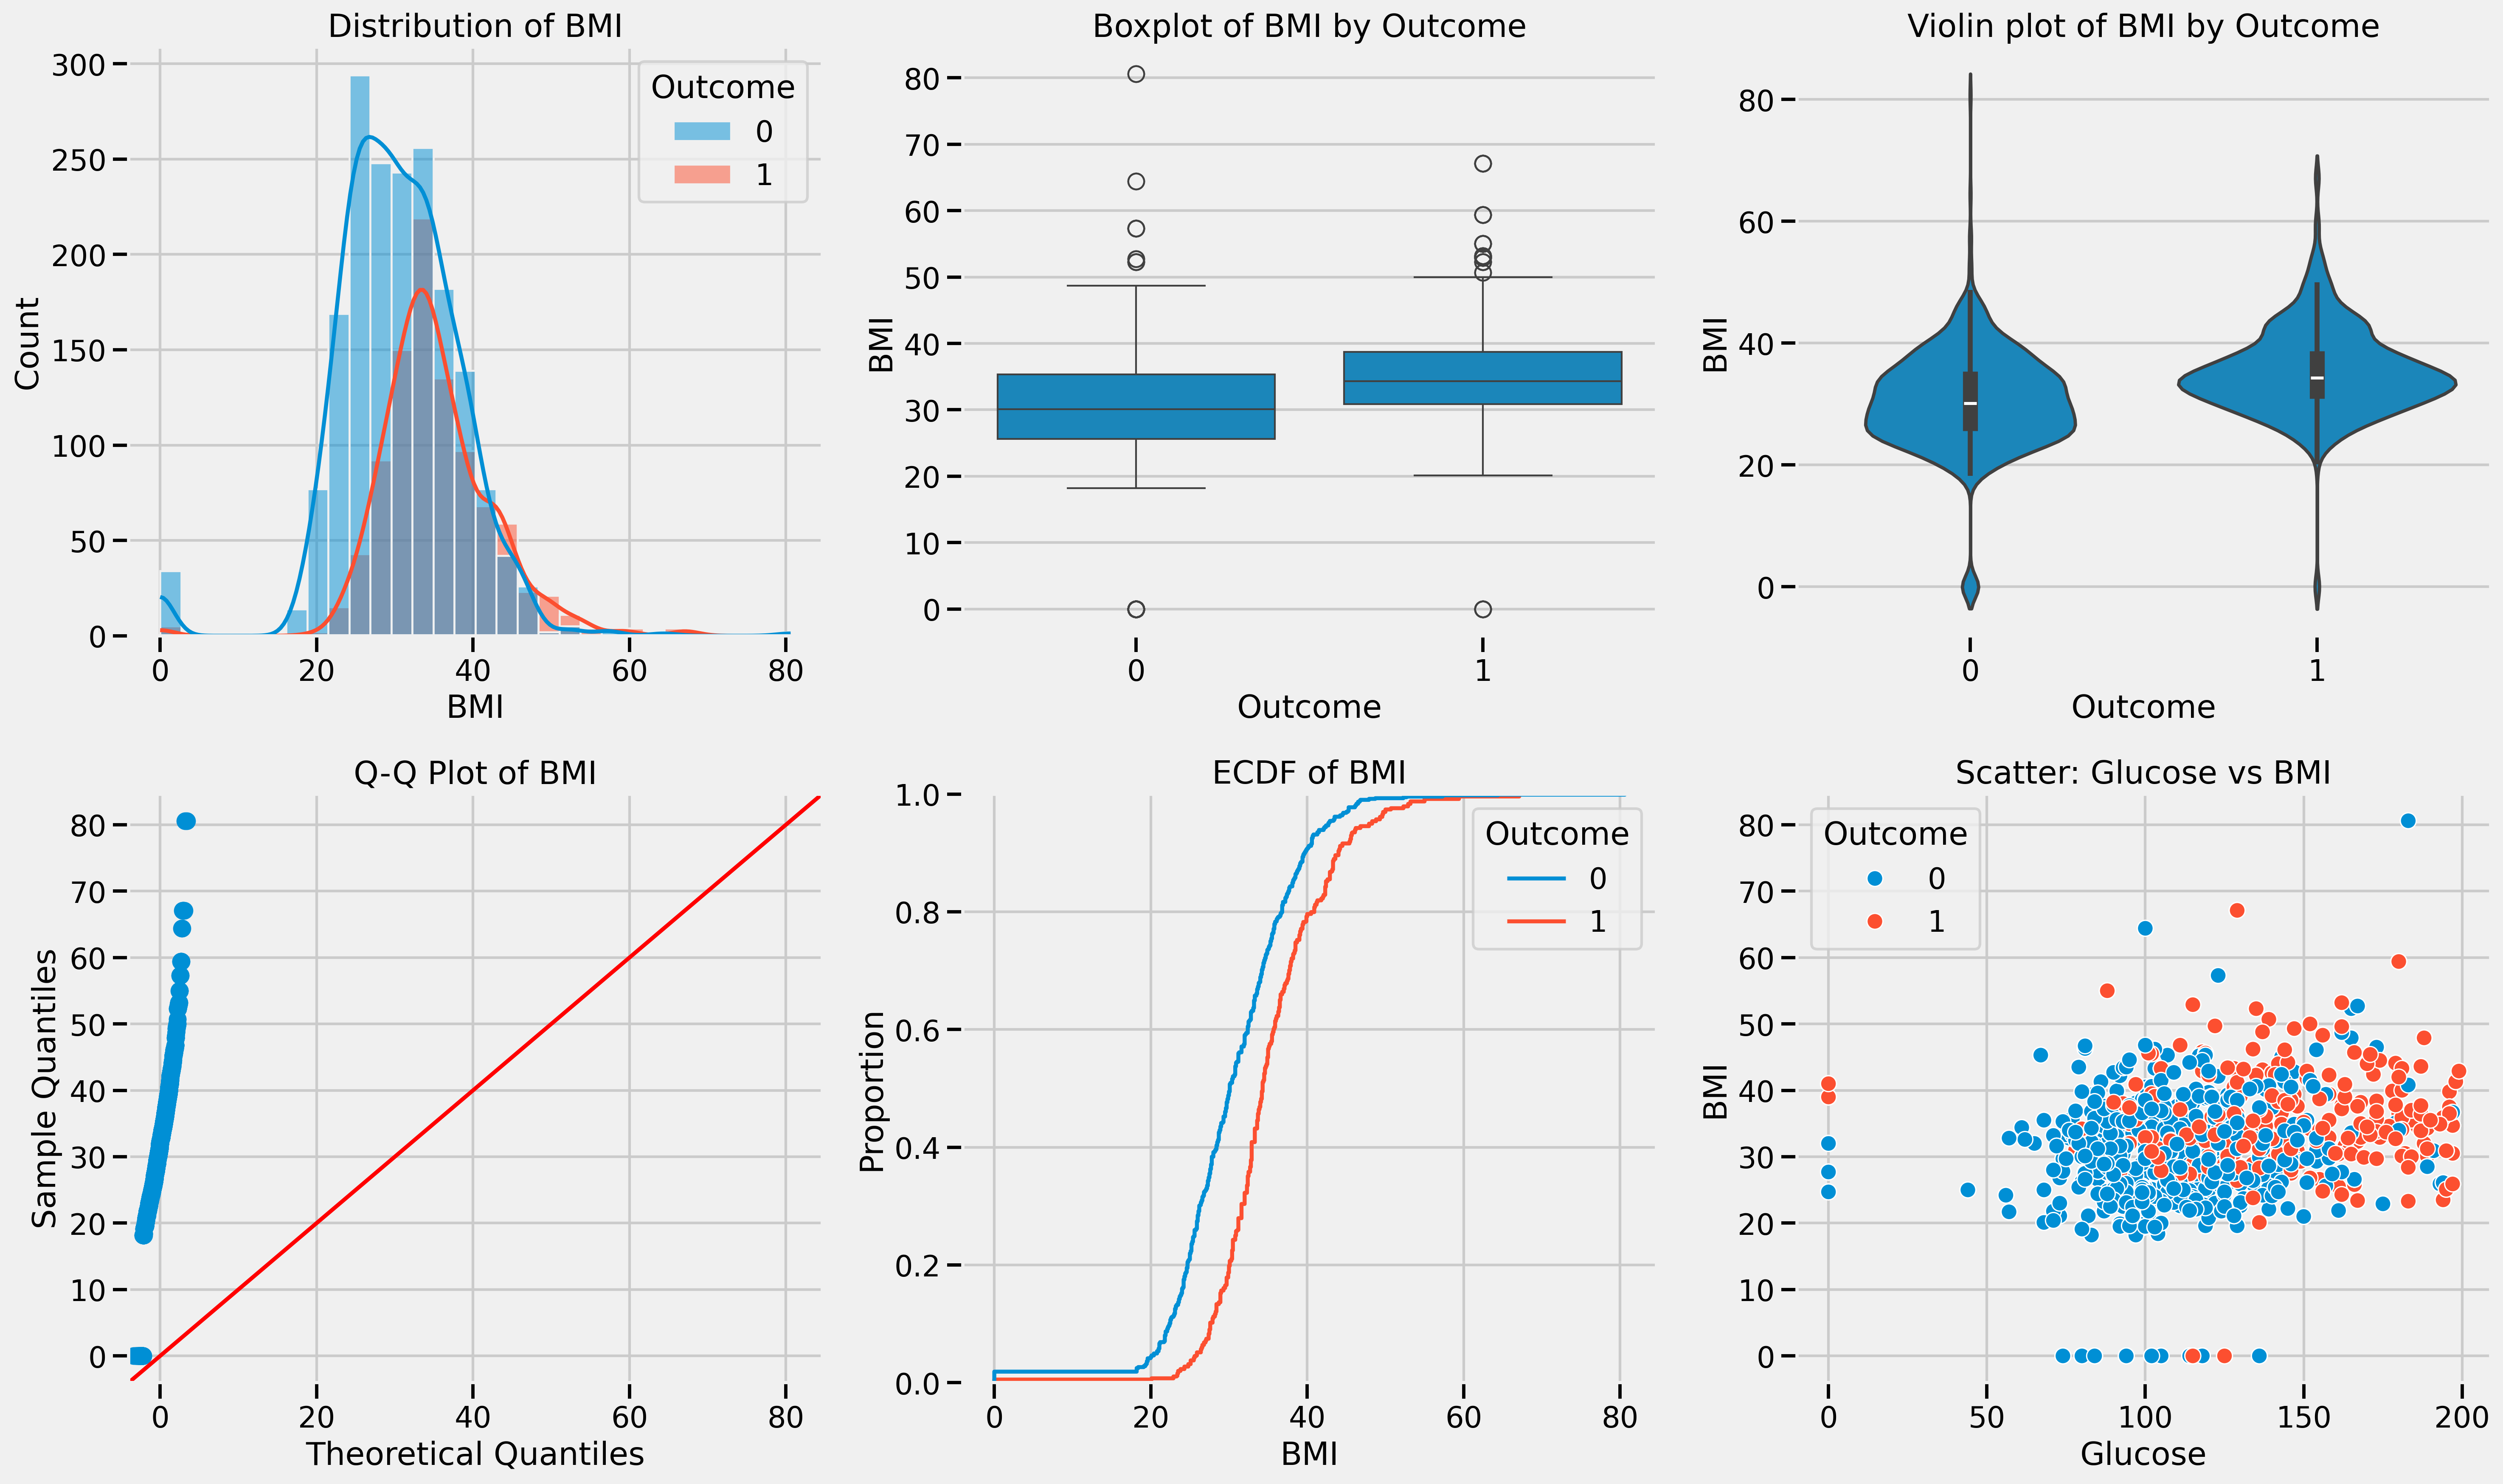 Distribution of BMI
Boxplot of BMI by Outcome
Violin plot of BMI by Outcome
300
250
200
150
100
50
0
Count
0 20 40 60 80
BMI
Outcome
0
1
80
70
60
50
40
30
20
10
0
BMI
0 1
Outcome
80
60
40
20
0
BMI
0 1
Outcome
Q-Q Plot of BMI
ECDF of BMI
Scatter: Glucose vs BMI
80
70
60
50
40
30
20
10
0
Sample Quantiles
0 20 40 60 80
Theoretical Quantiles
1.0
0.8
0.6
0.4
0.2
0.0
Proportion
0 20 40 60 80
BMI
Outcome
0
1
80
70
60
50
40
30
20
10
0
BMI
0 50 100 150 200
Glucose
Outcome
0
1